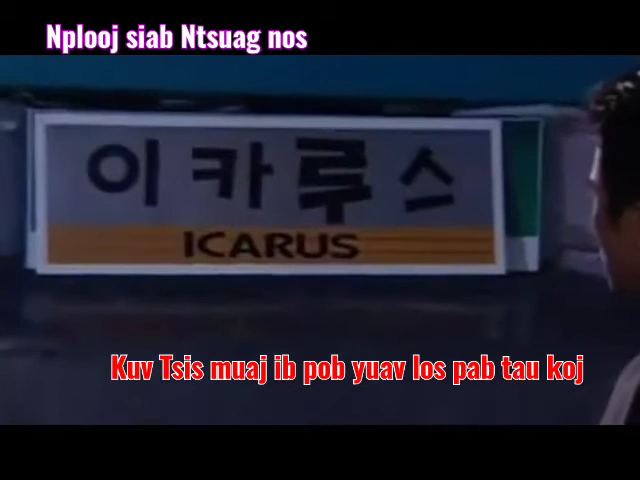 Nplooj siab Ntsuag nos
이카루스
ICARUS
Kuv Tsis muaj ib pob yuav los pab tau koj